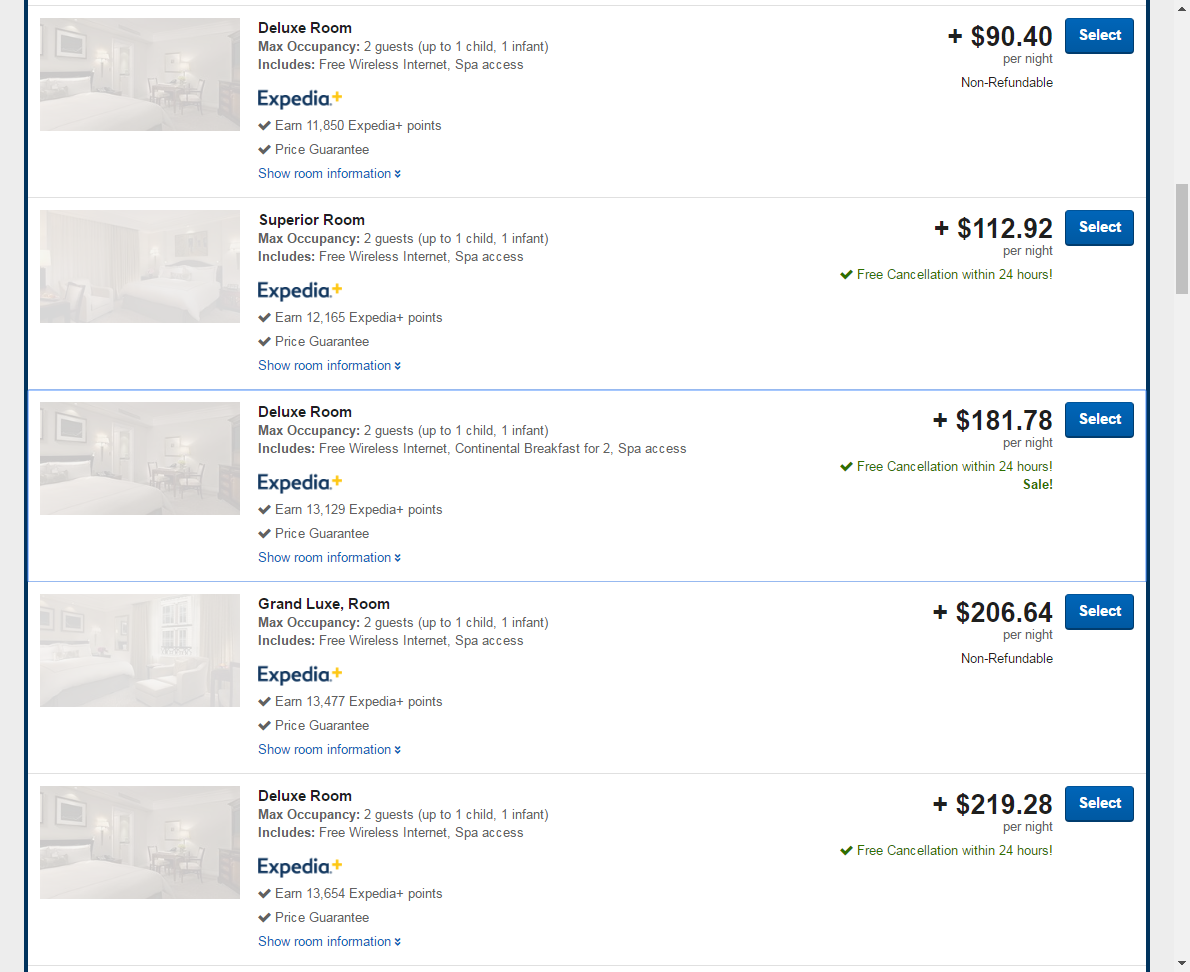 Deluxe Room
Max Occupancy: 2 guests (up to 1 child, 1 infant)
Includes: Free Wireless Internet, Spa access
Expedia.+
Earn 11,850 Expedia+ points
Price Guarantee
Show room information
+ $90.40
per night
Non-Refundable
Select
Superior Room
Max Occupancy: 2 guests (up to 1 child, 1 infant)
Includes: Free Wireless Internet, Spa access
Expedia.+
Earn 12,165 Expedia+ points
Price Guarantee
Show room information
+ $112.92
per night
Free Cancellation within 24 hours!
Select
Deluxe Room
Max Occupancy: 2 guests (up to 1 child, 1 infant)
Includes: Free Wireless Internet, Continental Breakfast for 2, Spa access
Expedia.+
Earn 13,129 Expedia+ points
Price Guarantee
Show room information
+ $181.78
per night
Free Cancellation within 24 hours!
Sale!
Select
Grand Luxe, Room
Max Occupancy: 2 guests (up to 1 child, 1 infant)
Includes: Free Wireless Internet, Spa access
Expedia.+
Earn 13,477 Expedia+ points
Price Guarantee
Show room information
+ $206.64
per night
Non-Refundable
Select
Deluxe Room
Max Occupancy: 2 guests (up to 1 child, 1 infant)
Includes: Free Wireless Internet, Spa access
Expedia.+
Earn 13,654 Expedia+ points
Price Guarantee
Show room information
+ $219.28
per night
Free Cancellation within 24 hours!
Select